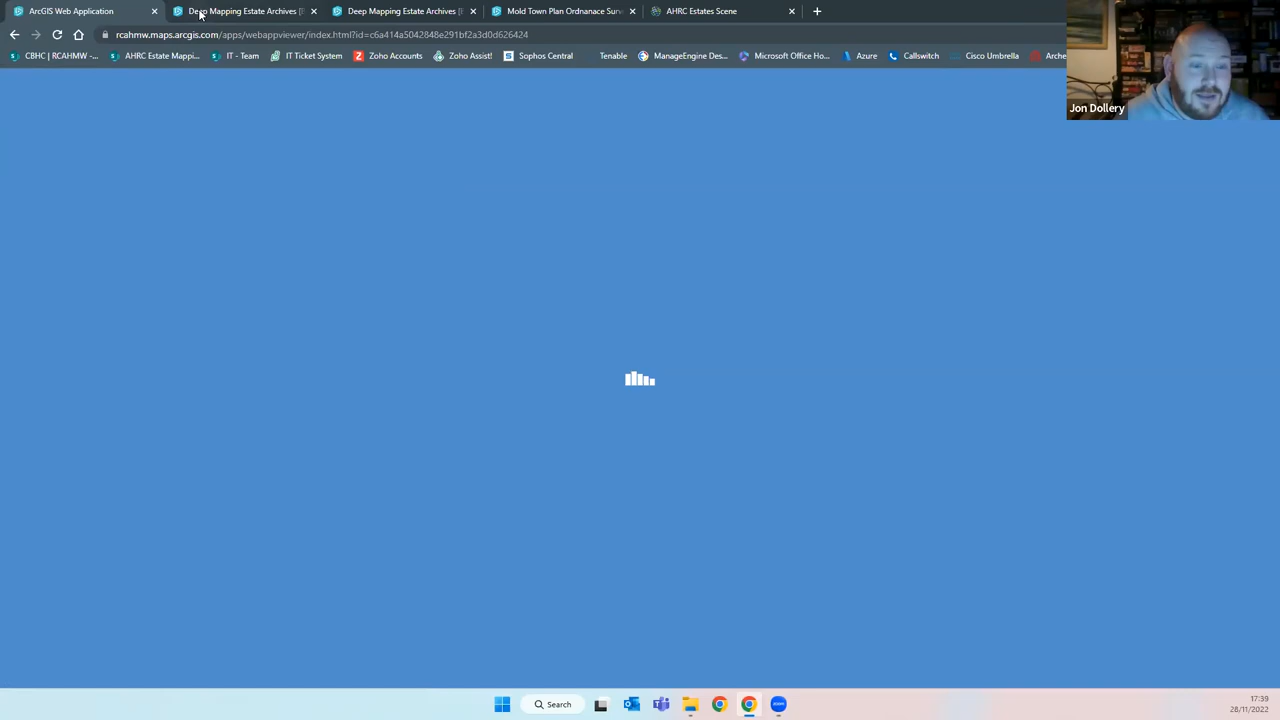 ArcGIS Web Application
Deep Mapping Estate Archives [
Deep Mapping Estate Archives [
Mold Town Plan Ordnanace Surv
AHRC Estates Scene
rcahmw.maps.arcgis.com/apps/webappviewer/index.html?id=c6a414a5042848e291bf2a3d0d626424
CBHC | RCAHMW -...
AHRC Estate Mappi...
IT - Team
IT Ticket System
Zoho Accounts
Zoho Assist!
Sophos Central
Tenable
ManageEngine Des...
Microsoft Office Ho...
Azure
Callswitch
Cisco Umbrella
Arche
Jon Dollery
Search
zoom
17:39
28/11/2022